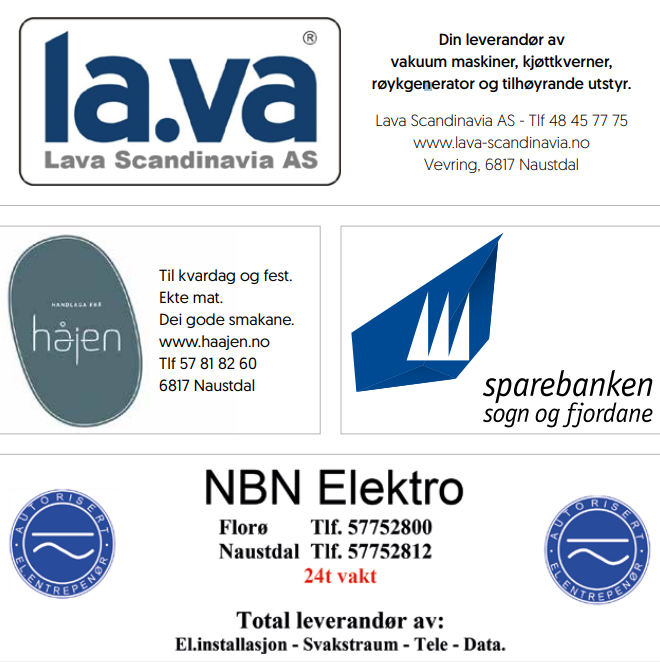 la.va®
Lava Scandinavia AS
Din leverandør av
vakuum maskiner, kjøttkverner,
røykgenerator og tilhøyrande utstyr.
Lava Scandinavia AS - Tlf 48 45 77 75
www.lava-scandinavia.no
Vevring, 6817 Naustdal
HANDLAGA FRÅ
håjen
Til kvardag og fest.
Ekte mat.
Dei gode smakane.
www.haajen.no
Tlf 57 81 82 60
6817 Naustdal
sparebanken
sogn og fjordane
NBN Elektro
Florø Tlf. 57752800
Naustdal Tlf. 57752812
24t vakt
AUTORISERT
EL.ENTREPENØR
AUTORISERT
EL.ENTREPENØR
Total leverandør av:
El.installasjon - Svakstraum - Tele - Data.